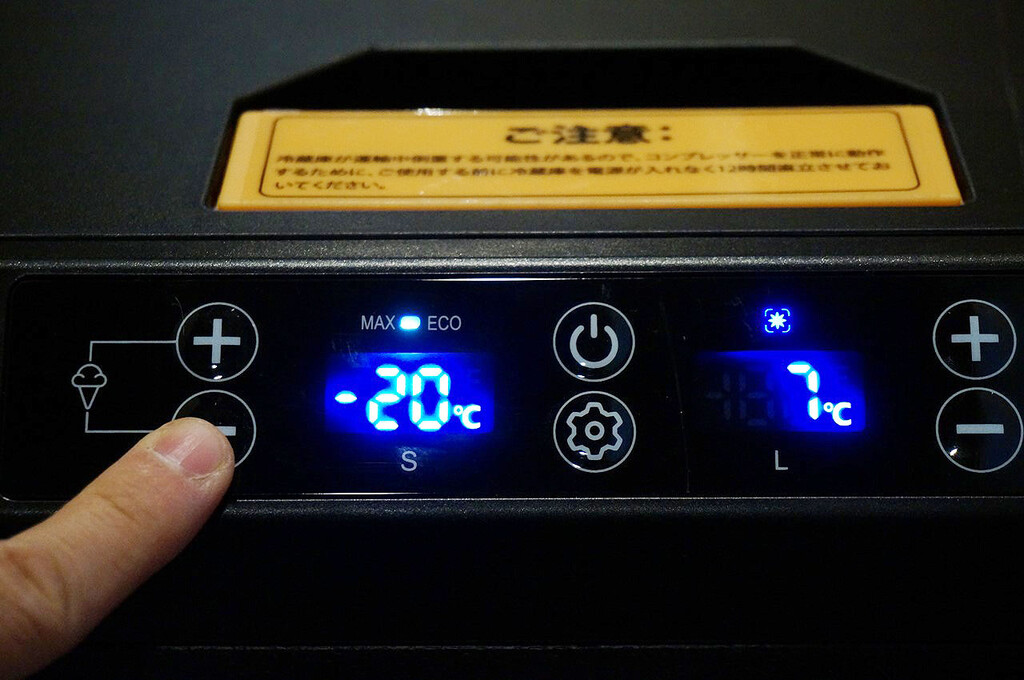 ご注意：
冷蔵庫が運輸中倒置する可能性があるので、コンプレッサーを正常に動作
するために、ご使用する前に冷蔵庫を電源が入れなく12時間直立させてお
いてください。
MAX ECO
-20℃
7℃
S
L